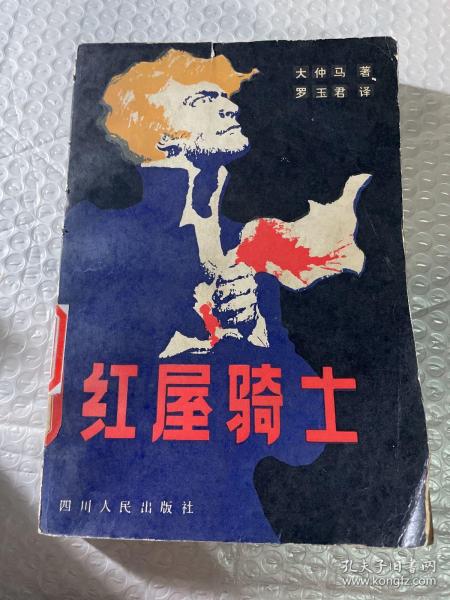 大仲马 著
罗玉君 译
红屋骑士
四川人民出版社
孔夫子旧书网
www.kongfz.com